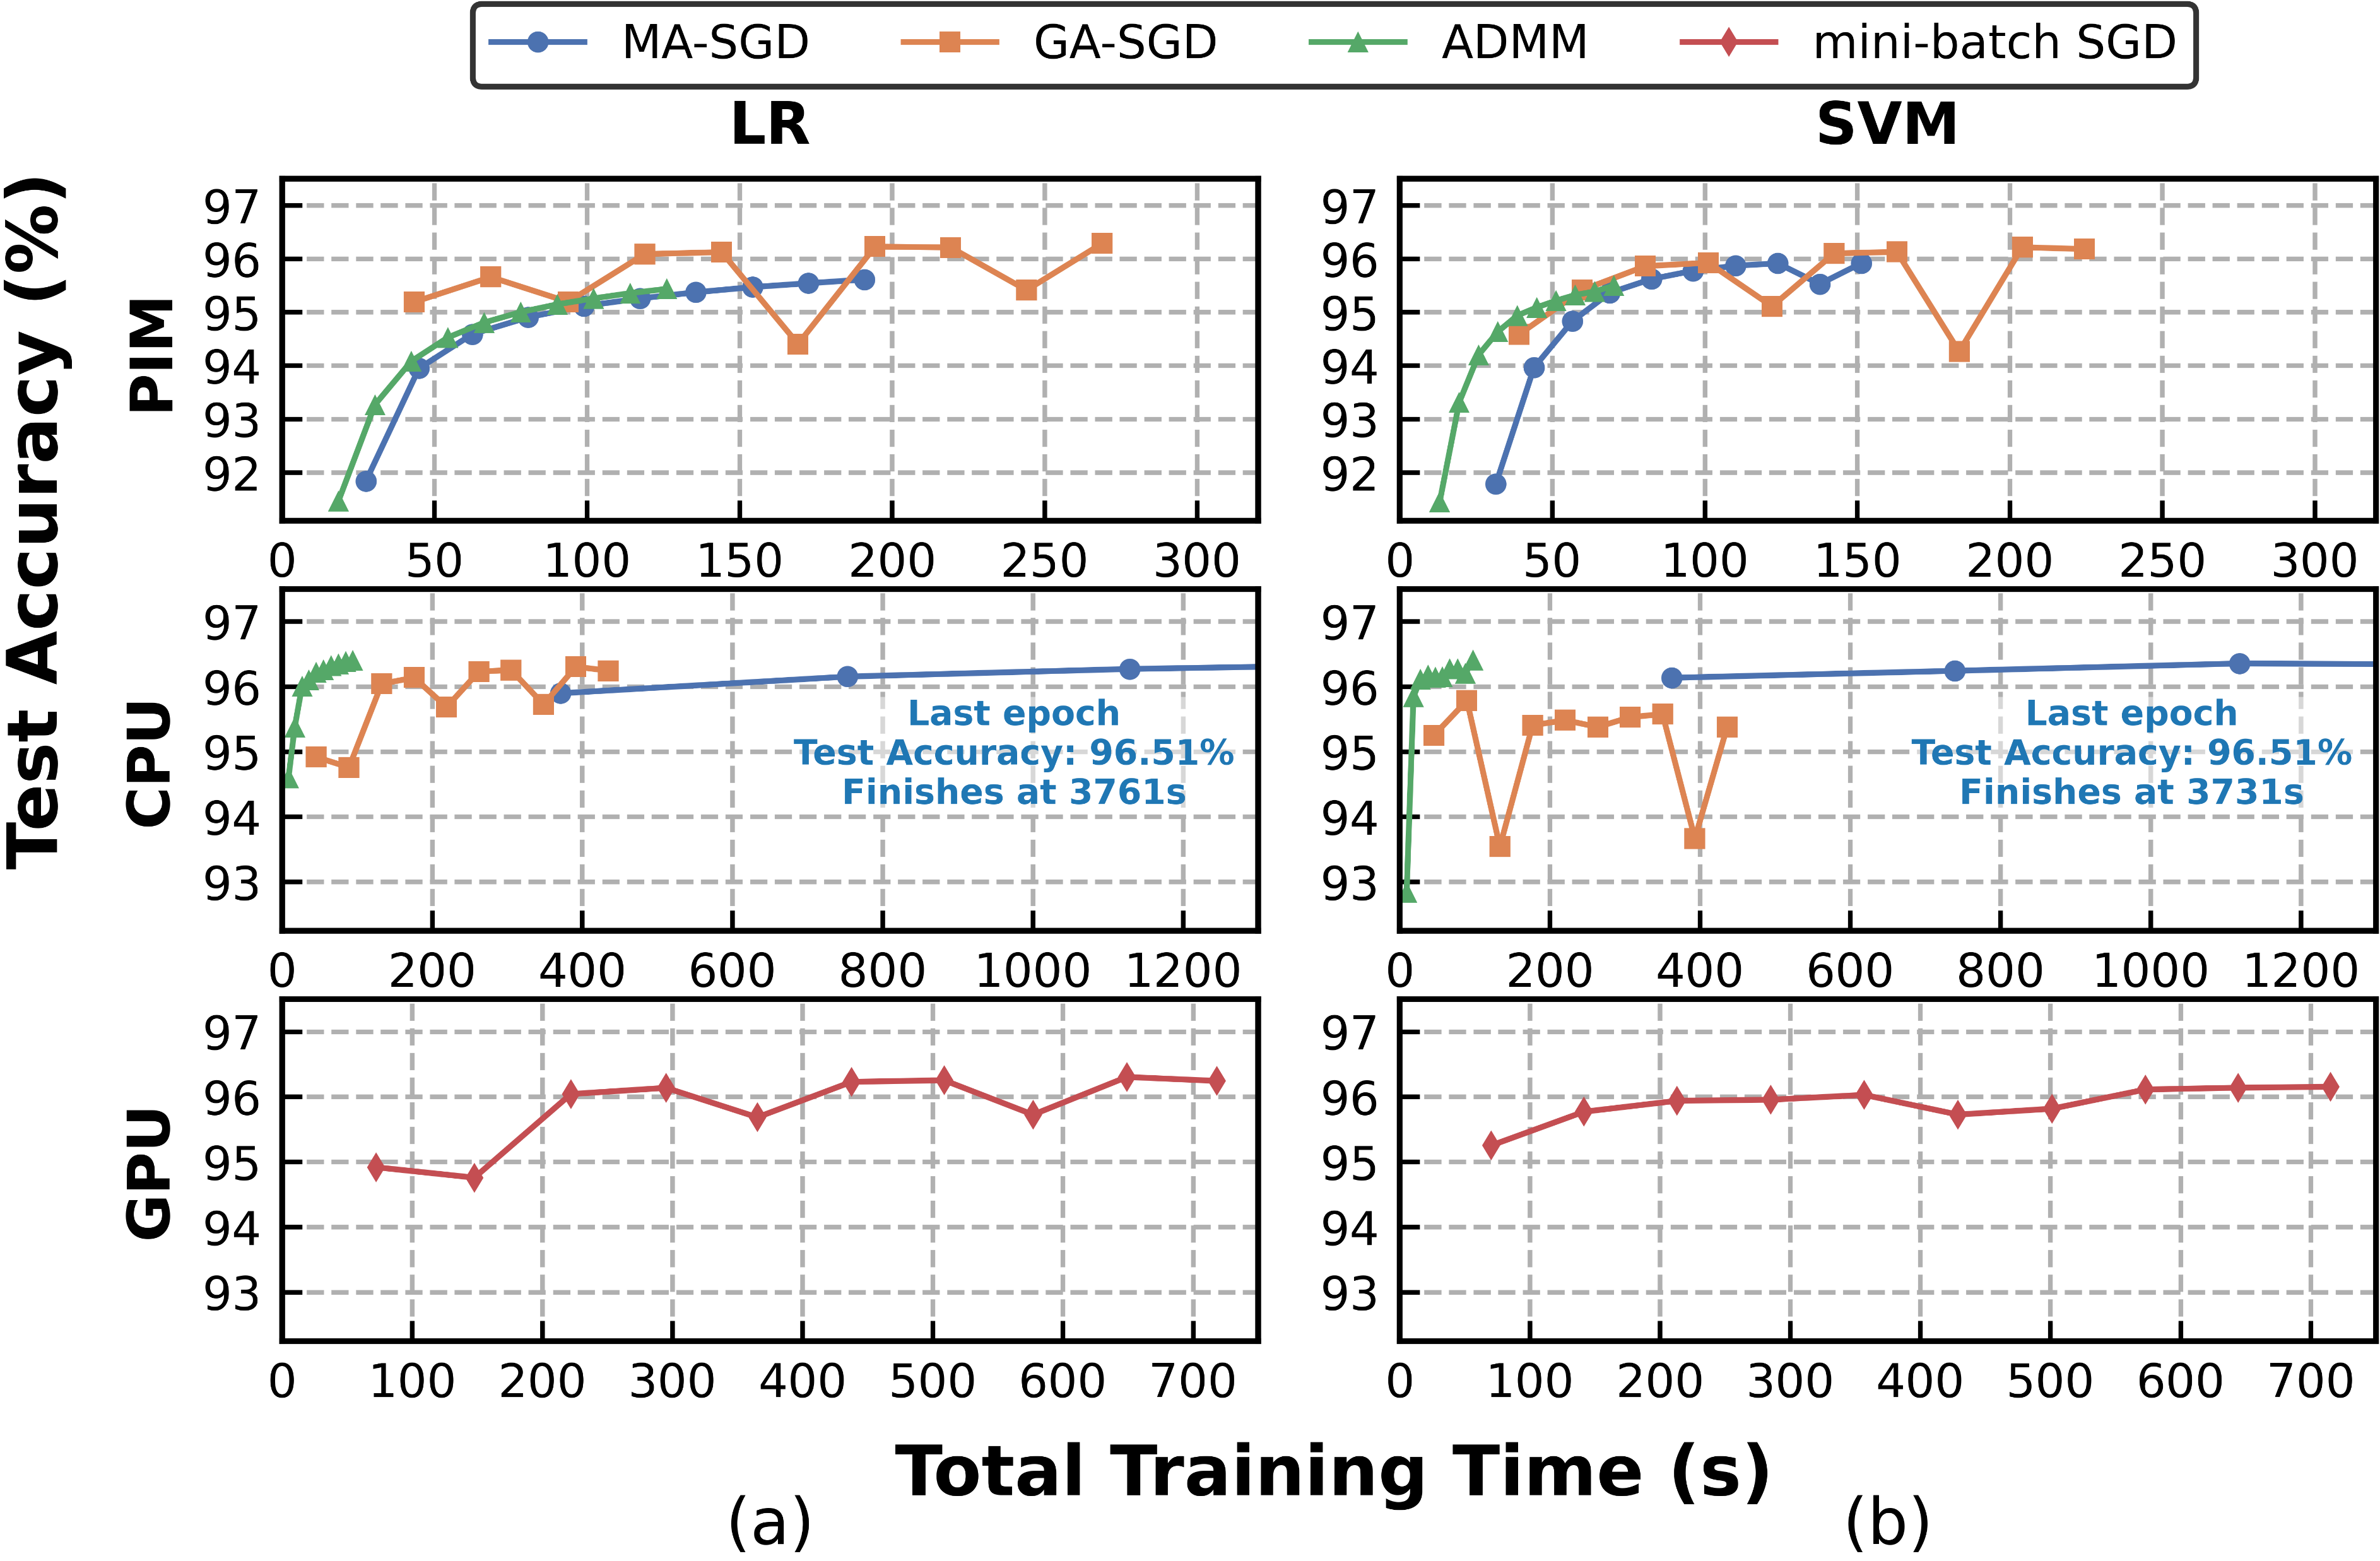 MA-SGD GA-SGD ADMM mini-batch SGD
LR SVM
Test Accuracy (%)
PIM
97
96
95
94
93
92
0 50 100 150 200 250 300
97
96
95
94
93
92
0 50 100 150 200 250 300
CPU
97
96
95
94
93
Last epoch
Test Accuracy: 96.51%
Finishes at 3761s
0 200 400 600 800 1000 1200
97
96
95
94
93
Last epoch
Test Accuracy: 96.51%
Finishes at 3731s
0 200 400 600 800 1000 1200
GPU
97
96
95
94
93
0 100 200 300 400 500 600 700
97
96
95
94
93
0 100 200 300 400 500 600 700
Total Training Time (s)
(a) (b)